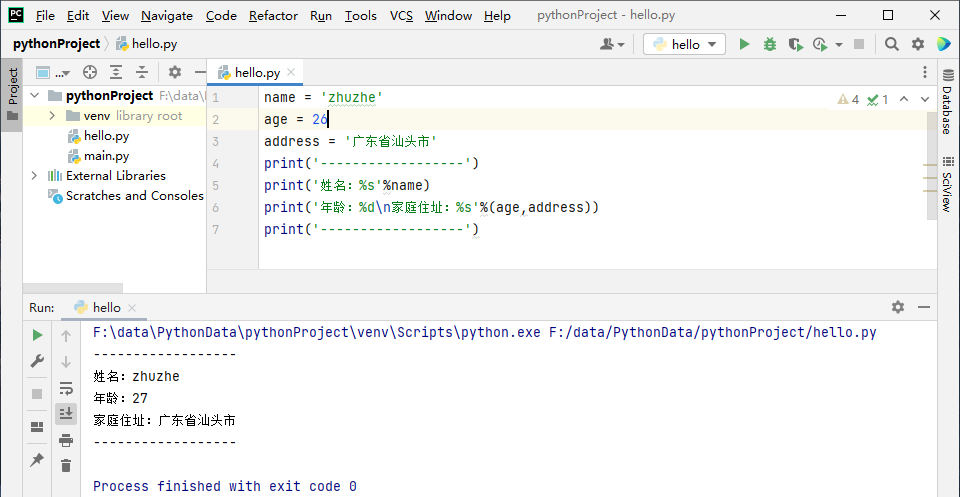 PC File Edit View Navigate Code Refactor Run Tools VCS Window Help pythonProject - hello.py
pythonProject hello.py hello
Project
... hello.py
pythonProject F:\data\
venv library root
hello.py
main.py
External Libraries
Scratches and Consoles
1 name = 'zhuzhe'
2 age = 26
3 address = '广东省汕头市'
4 print('------------------')
5 print('姓名：%s'%name)
6 print('年龄：%d\n家庭住址：%s'%(age,address))
7 print('------------------')
4 1
Database
SciView
Run: hello
F:\data\PythonData\pythonProject\venv\Scripts\python.exe F:/data/PythonData/pythonProject/hello.py
------------------
姓名：zhuzhe
年龄：27
家庭住址：广东省汕头市
------------------
Process finished with exit code 0